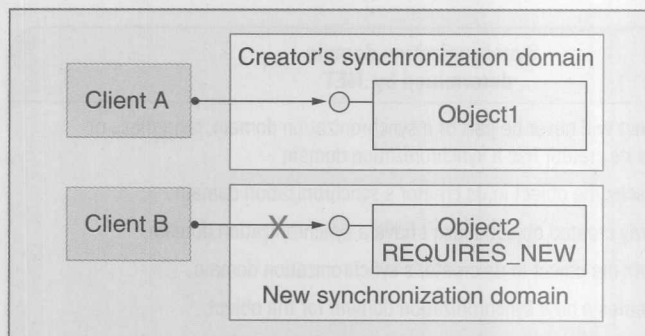 Creator's synchronization domain
Client A
Object1
Client B
X
Object2
REQUIRES_NEW
New synchronization domain